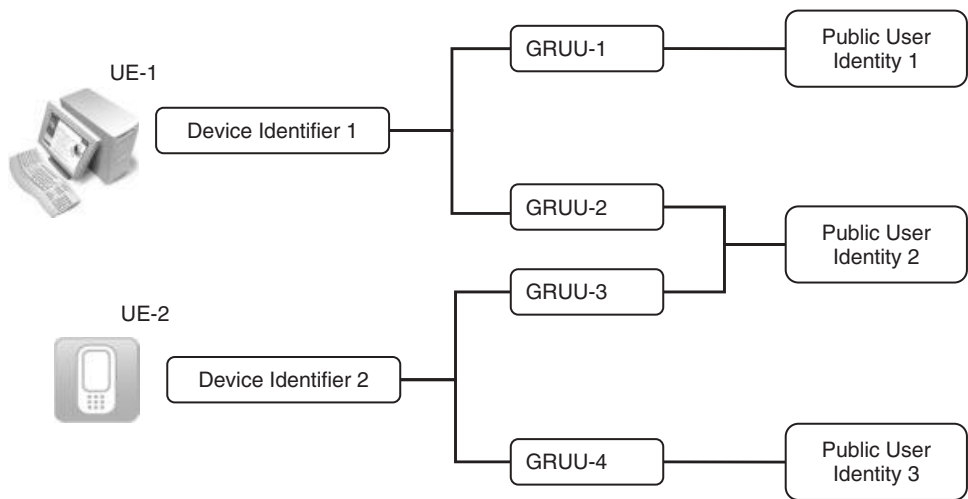 UE-1
Device Identifier 1
GRUU-1
Public User
Identity 1
GRUU-2
Public User
Identity 2
GRUU-3
UE-2
Device Identifier 2
GRUU-4
Public User
Identity 3